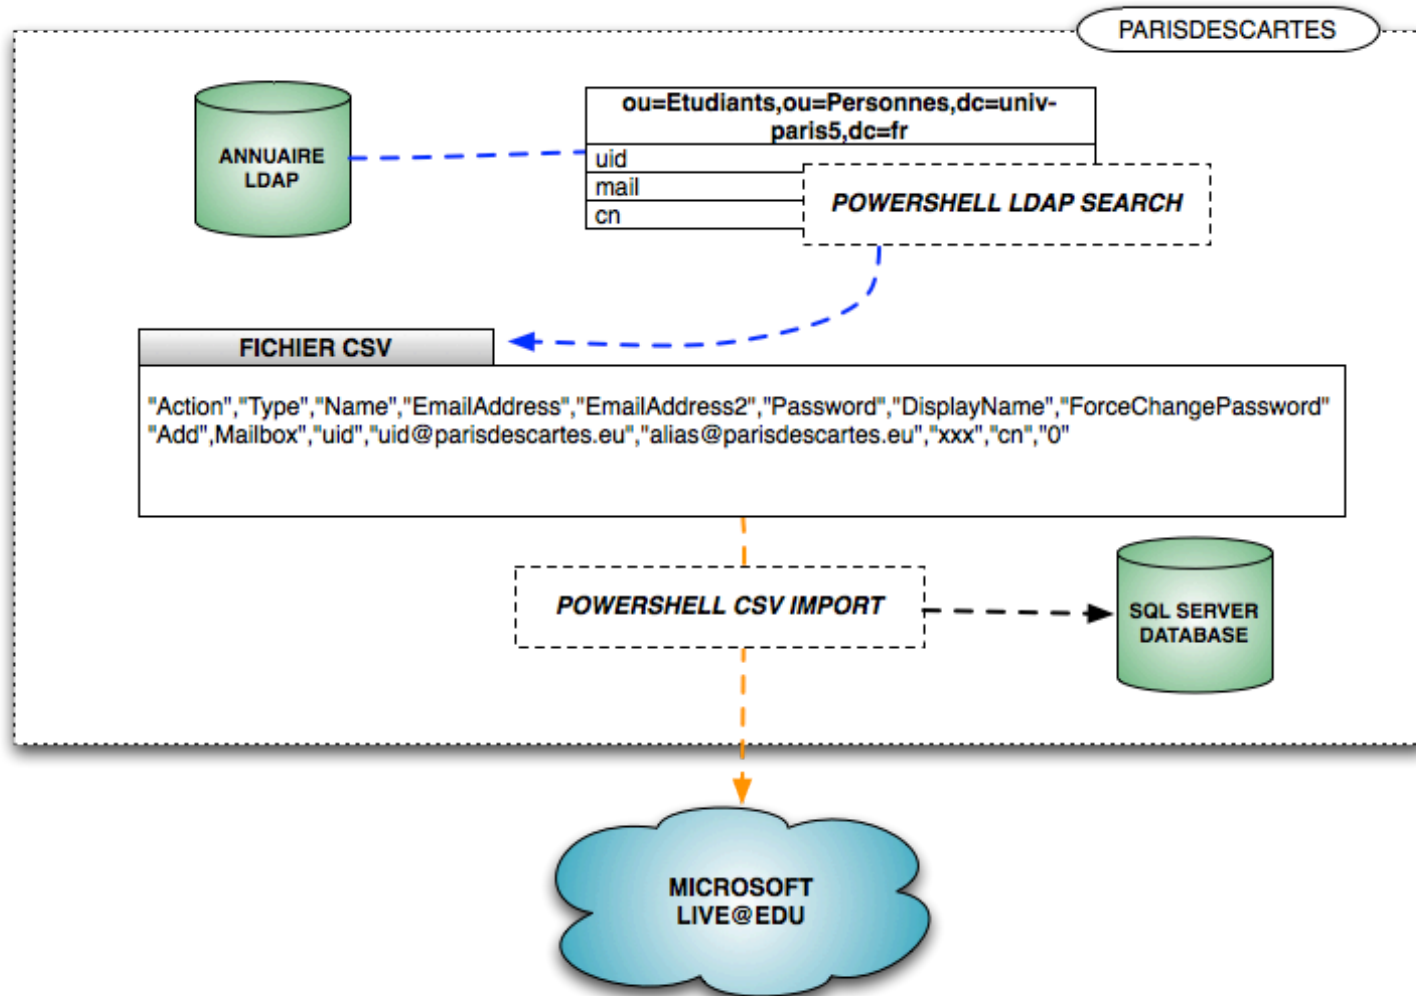 PARISDESCARTES
ANNUAIRE
LDAP
ou=Etudiants,ou=Personnes,dc=univ-
paris5,dc=fr
uid
mail
cn
POWERSHELL LDAP SEARCH
FICHIER CSV
"Action","Type","Name","EmailAddress","EmailAddress2","Password","DisplayName","ForceChangePassword"
"Add",Mailbox","uid","uid@parisdescartes.eu","alias@parisdescartes.eu","xxx","cn","0"
POWERSHELL CSV IMPORT
SQL SERVER
DATABASE
MICROSOFT
LIVE@EDU